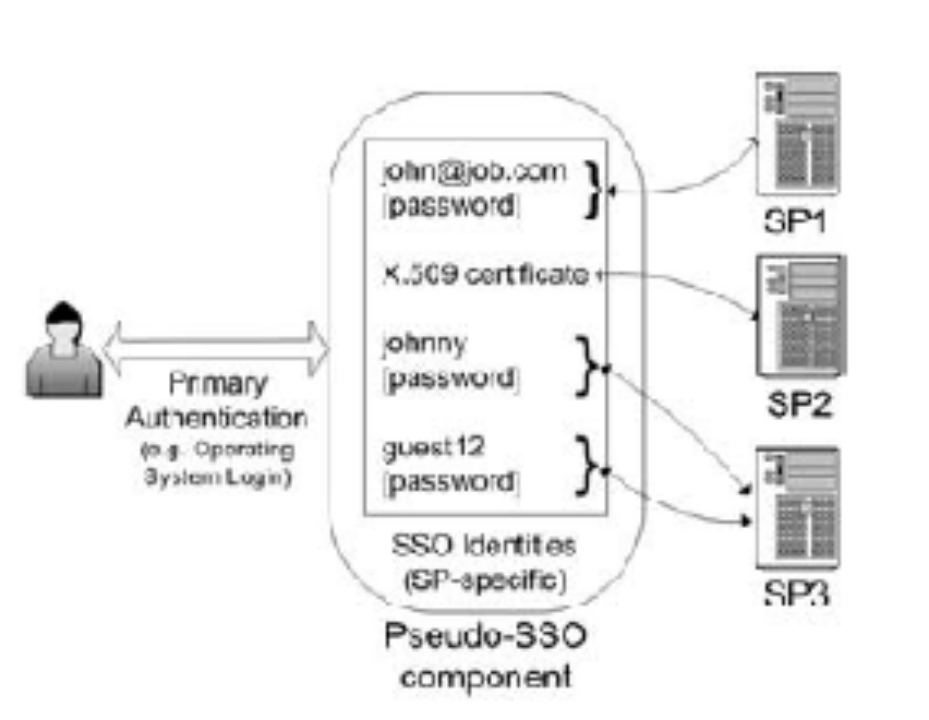 john@job.com
[password]
X.509 certificate
johnny
[password]
guest12
[password]
SSO Identities
(SP-specific)
Pseudo-SSO
component
Primary
Authentication
(e.g. Operating
System Login)
SP1
SP2
SP3